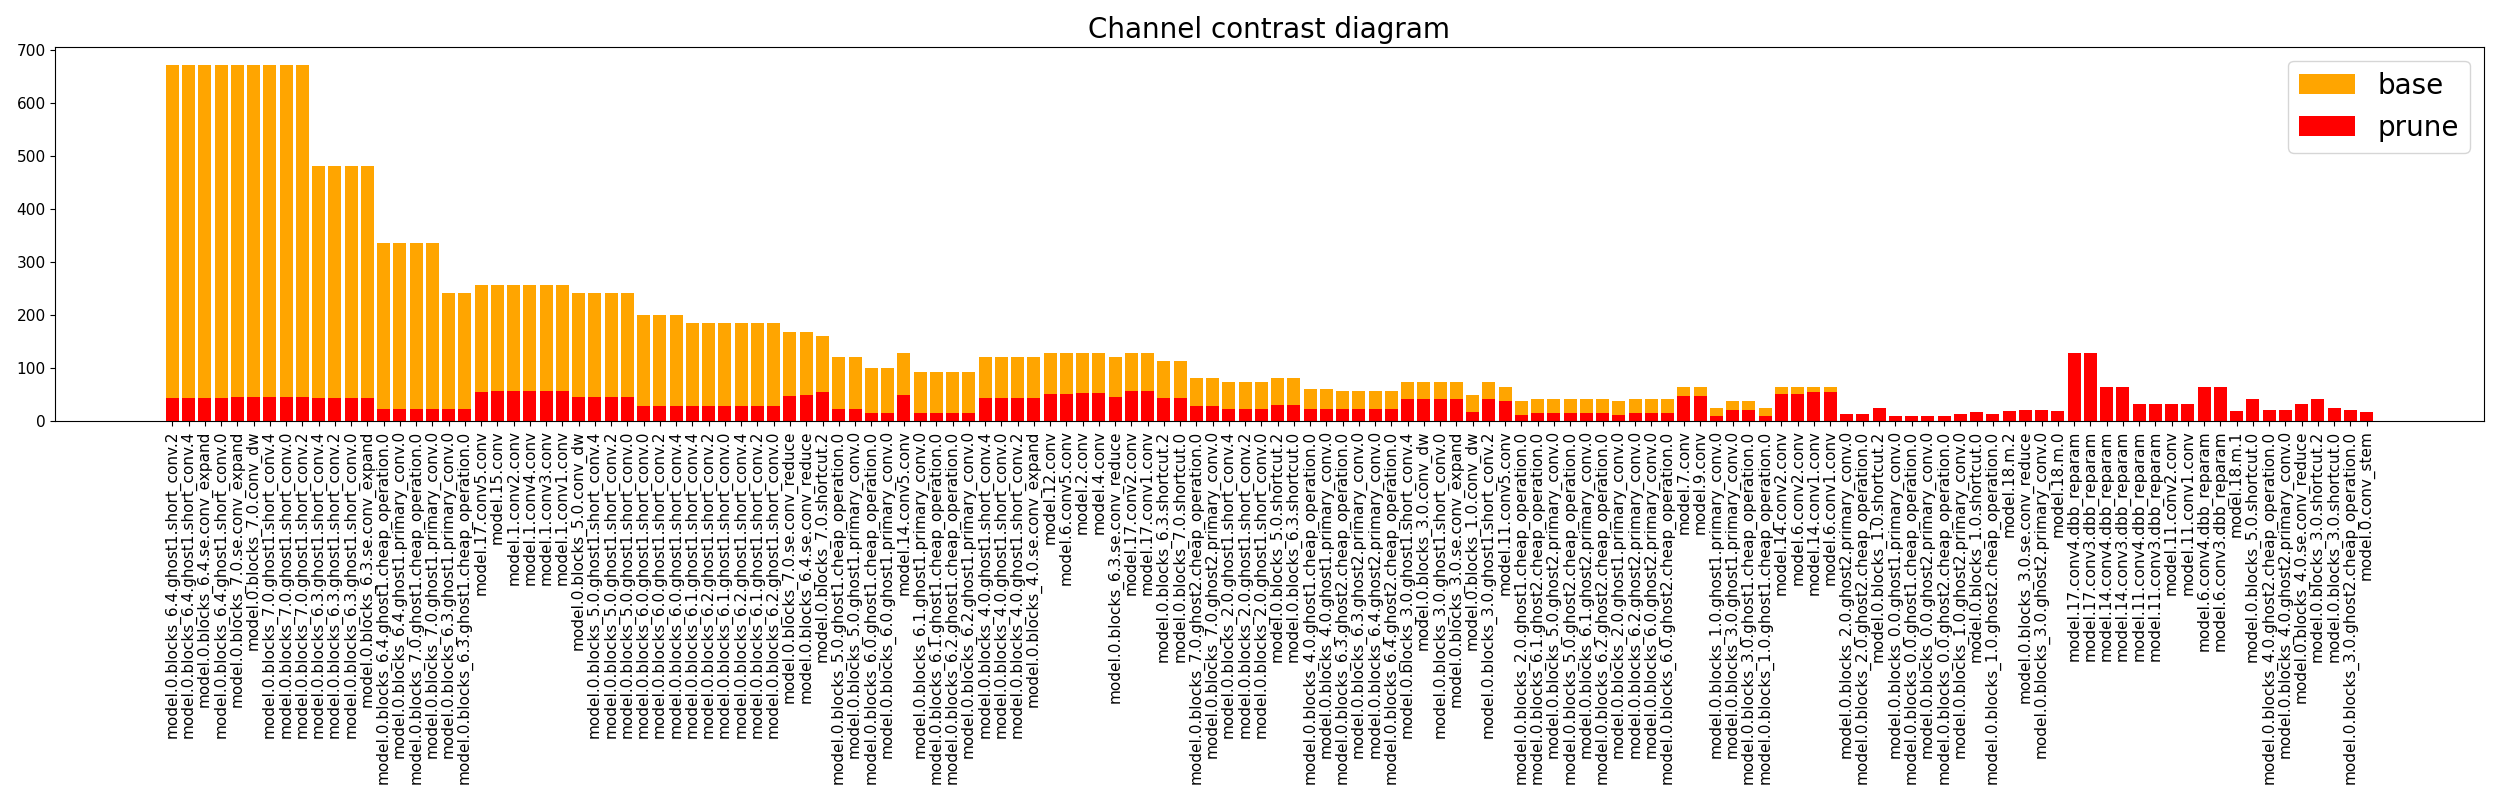 Channel contrast diagram
700
600
500
400
300
200
100
0
base
prune
model.0.blocks_6.4.ghost1.short_conv.2
model.0.blocks_6.4.ghost1.short_conv.4
model.0.blocks_6.4.se.conv_expand
model.0.blocks_6.4.ghost1.short_conv.0
model.0.blocks_7.0.se.conv_expand
model.0.blocks_7.0.conv_dw
model.0.blocks_7.0.ghost1.short_conv.4
model.0.blocks_7.0.ghost1.short_conv.0
model.0.blocks_7.0.ghost1.short_conv.2
model.0.blocks_6.3.ghost1.short_conv.4
model.0.blocks_6.3.ghost1.short_conv.2
model.0.blocks_6.3.ghost1.short_conv.0
model.0.blocks_6.3.se.conv_expand
model.0.blocks_6.4.ghost1.cheap_operation.0
model.0.blocks_6.4.ghost1.primary_conv.0
model.0.blocks_7.0.ghost1.cheap_operation.0
model.0.blocks_7.0.ghost1.primary_conv.0
model.0.blocks_6.3.ghost1.primary_conv.0
model.0.blocks_6.3.ghost1.cheap_operation.0
model.17.conv5.conv
model.15.conv
model.1.conv2.conv
model.1.conv4.conv
model.1.conv3.conv
model.1.conv1.conv
model.0.blocks_5.0.conv_dw
model.0.blocks_5.0.ghost1.short_conv.4
model.0.blocks_5.0.ghost1.short_conv.2
model.0.blocks_5.0.ghost1.short_conv.0
model.0.blocks_6.0.ghost1.short_conv.0
model.0.blocks_6.0.ghost1.short_conv.2
model.0.blocks_6.0.ghost1.short_conv.4
model.0.blocks_6.1.ghost1.short_conv.4
model.0.blocks_6.2.ghost1.short_conv.2
model.0.blocks_6.1.ghost1.short_conv.0
model.0.blocks_6.2.ghost1.short_conv.4
model.0.blocks_6.1.ghost1.short_conv.2
model.0.blocks_6.2.ghost1.short_conv.0
model.0.blocks_7.0.se.conv_reduce
model.0.blocks_6.4.se.conv_reduce
model.0.blocks_7.0.shortcut.2
model.0.blocks_5.0.ghost1.cheap_operation.0
model.0.blocks_5.0.ghost1.primary_conv.0
model.0.blocks_6.0.ghost1.cheap_operation.0
model.0.blocks_6.0.ghost1.primary_conv.0
model.14.conv5.conv
model.0.blocks_6.1.ghost1.primary_conv.0
model.0.blocks_6.1.ghost1.cheap_operation.0
model.0.blocks_6.2.ghost1.cheap_operation.0
model.0.blocks_6.2.ghost1.primary_conv.0
model.0.blocks_4.0.ghost1.short_conv.4
model.0.blocks_4.0.ghost1.short_conv.0
model.0.blocks_4.0.ghost1.short_conv.2
model.0.blocks_4.0.se.conv_expand
model.12.conv
model.6.conv5.conv
model.2.conv
model.4.conv
model.0.blocks_6.3.se.conv_reduce
model.17.conv2.conv
model.17.conv1.conv
model.0.blocks_6.3.shortcut.2
model.0.blocks_7.0.shortcut.0
model.0.blocks_7.0.ghost2.cheap_operation.0
model.0.blocks_7.0.ghost2.primary_conv.0
model.0.blocks_2.0.ghost1.short_conv.4
model.0.blocks_2.0.ghost1.short_conv.2
model.0.blocks_2.0.ghost1.short_conv.0
model.0.blocks_5.0.shortcut.2
model.0.blocks_6.3.shortcut.0
model.0.blocks_4.0.ghost1.cheap_operation.0
model.0.blocks_4.0.ghost1.primary_conv.0
model.0.blocks_6.3.ghost2.cheap_operation.0
model.0.blocks_6.3.ghost2.primary_conv.0
model.0.blocks_6.4.ghost2.primary_conv.0
model.0.blocks_6.4.ghost2.cheap_operation.0
model.0.blocks_3.0.ghost1.short_conv.4
model.0.blocks_3.0.conv_dw
model.0.blocks_3.0.ghost1.short_conv.0
model.0.blocks_3.0.se.conv_expand
model.0.blocks_1.0.conv_dw
model.0.blocks_3.0.ghost1.short_conv.2
model.11.conv5.conv
model.0.blocks_2.0.ghost1.cheap_operation.0
model.0.blocks_6.1.ghost2.cheap_operation.0
model.0.blocks_5.0.ghost2.primary_conv.0
model.0.blocks_5.0.ghost2.cheap_operation.0
model.0.blocks_6.1.ghost2.primary_conv.0
model.0.blocks_6.2.ghost2.cheap_operation.0
model.0.blocks_2.0.ghost1.primary_conv.0
model.0.blocks_6.2.ghost2.primary_conv.0
model.0.blocks_6.0.ghost2.primary_conv.0
model.0.blocks_6.0.ghost2.cheap_operation.0
model.7.conv
model.9.conv
model.0.blocks_1.0.ghost1.primary_conv.0
model.0.blocks_3.0.ghost1.primary_conv.0
model.0.blocks_3.0.ghost1.cheap_operation.0
model.0.blocks_1.0.ghost1.cheap_operation.0
model.14.conv2.conv
model.6.conv2.conv
model.14.conv1.conv
model.6.conv1.conv
model.0.blocks_2.0.ghost2.primary_conv.0
model.0.blocks_2.0.ghost2.cheap_operation.0
model.0.blocks_1.0.shortcut.2
model.0.blocks_0.0.ghost1.primary_conv.0
model.0.blocks_0.0.ghost1.cheap_operation.0
model.0.blocks_0.0.ghost2.primary_conv.0
model.0.blocks_0.0.ghost2.cheap_operation.0
model.0.blocks_1.0.ghost2.primary_conv.0
model.0.blocks_1.0.shortcut.0
model.0.blocks_1.0.ghost2.cheap_operation.0
model.18.m.2
model.0.blocks_3.0.se.conv_reduce
model.0.blocks_3.0.ghost2.primary_conv.0
model.18.m.0
model.17.conv4.dbb_reparam
model.17.conv3.dbb_reparam
model.14.conv4.dbb_reparam
model.14.conv3.dbb_reparam
model.11.conv4.dbb_reparam
model.11.conv3.dbb_reparam
model.11.conv2.conv
model.11.conv1.conv
model.6.conv4.dbb_reparam
model.6.conv3.dbb_reparam
model.18.m.1
model.0.blocks_5.0.shortcut.0
model.0.blocks_4.0.ghost2.cheap_operation.0
model.0.blocks_4.0.ghost2.primary_conv.0
model.0.blocks_4.0.se.conv_reduce
model.0.blocks_3.0.shortcut.2
model.0.blocks_3.0.shortcut.0
model.0.blocks_3.0.ghost2.cheap_operation.0
model.0.conv_stem